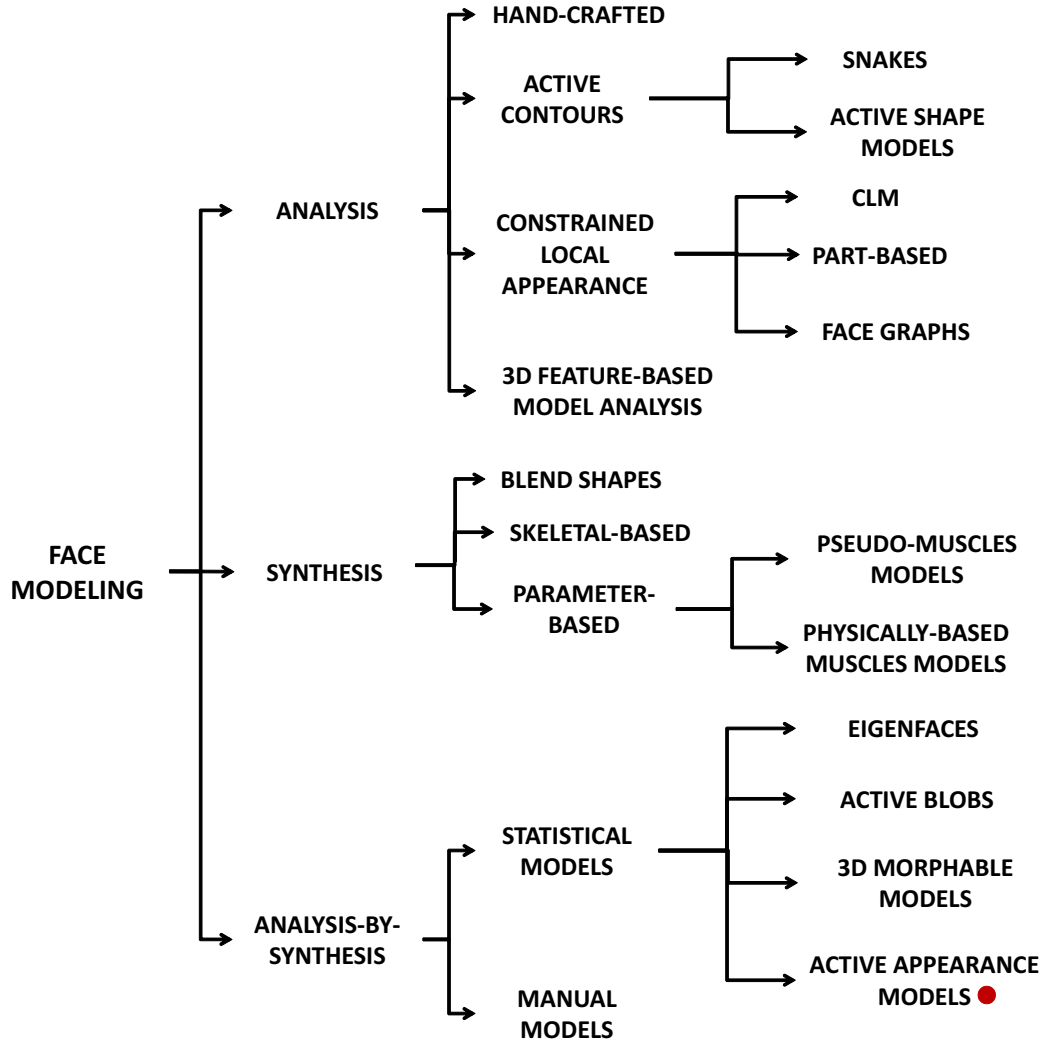 HAND-CRAFTED
ACTIVE
CONTOURS
SNAKES
ACTIVE SHAPE
MODELS
ANALYSIS
CONSTRAINED
LOCAL
APPEARANCE
CLM
PART-BASED
FACE GRAPHS
3D FEATURE-BASED
MODEL ANALYSIS
FACE
MODELING
SYNTHESIS
BLEND SHAPES
SKELETAL-BASED
PARAMETER-
BASED
PSEUDO-MUSCLES
MODELS
PHYSICALLY-BASED
MUSCLES MODELS
ANALYSIS-BY-
SYNTHESIS
STATISTICAL
MODELS
EIGENFACES
ACTIVE BLOBS
3D MORPHABLE
MODELS
ACTIVE APPEARANCE
MODELS
MANUAL
MODELS